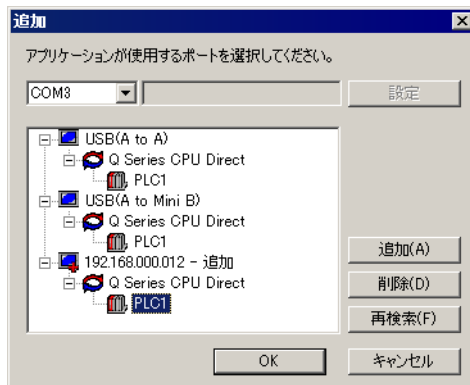 追加
アプリケーションが使用するポートを選択してください。
COM3
設定
USB(A to A)
Q Series CPU Direct
PLC1
USB(A to Mini B)
Q Series CPU Direct
PLC1
192.168.000.012 - 追加
Q Series CPU Direct
PLC1
追加(A)
削除(D)
再検索(F)
OK
キャンセル